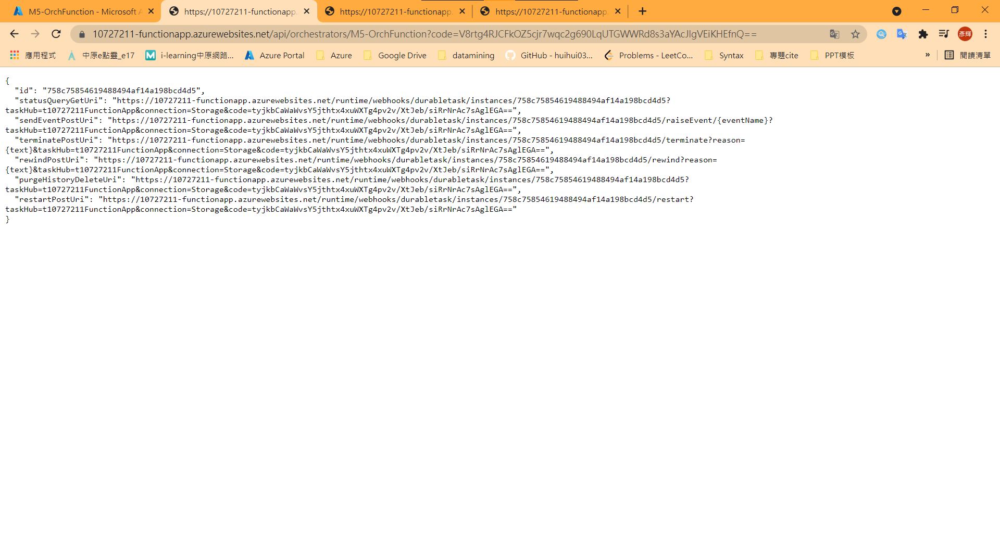 M5-OrchFunction - Microsoft A
https://10727211-functionapp.
https://10727211-functionapp.
https://10727211-functionapp.
10727211-functionapp.azurewebsites.net/api/orchestrators/M5-OrchFunction?code=V8rtg4RJCFkOZ5cjr7wqc2g690LqUTGWWRd8s3aYAcJIgVEiKHEfnQ==
彥輝
應用程式 中原e點靈_e17 i-learning中原網路... Azure Portal Azure Google Drive datamining GitHub - huihui03... Problems - LeetCo... Syntax 專題cite PPT模板 » 閱讀清單
{
"id": "758c75854619488494af14a198bcd4d5",
"statusQueryGetUri": "https://10727211-functionapp.azurewebsites.net/runtime/webhooks/durabletask/instances/758c75854619488494af14a198bcd4d5?
taskHub=t10727211FunctionApp&connection=Storage&code=tyjkbCaWaWvsY5jthtx4xuWXTg4pv2v/XtJeb/siRrNrAc7sAglEGA==",
"sendEventPostUri": "https://10727211-functionapp.azurewebsites.net/runtime/webhooks/durabletask/instances/758c75854619488494af14a198bcd4d5/raiseEvent/{eventName}?
taskHub=t10727211FunctionApp&connection=Storage&code=tyjkbCaWaWvsY5jthtx4xuWXTg4pv2v/XtJeb/siRrNrAc7sAglEGA==",
"terminatePostUri": "https://10727211-functionapp.azurewebsites.net/runtime/webhooks/durabletask/instances/758c75854619488494af14a198bcd4d5/terminate?reason=
{text}&taskHub=t10727211FunctionApp&connection=Storage&code=tyjkbCaWaWvsY5jthtx4xuWXTg4pv2v/XtJeb/siRrNrAc7sAglEGA==",
"rewindPostUri": "https://10727211-functionapp.azurewebsites.net/runtime/webhooks/durabletask/instances/758c75854619488494af14a198bcd4d5/rewind?reason=
{text}&taskHub=t10727211FunctionApp&connection=Storage&code=tyjkbCaWaWvsY5jthtx4xuWXTg4pv2v/XtJeb/siRrNrAc7sAglEGA==",
"purgeHistoryDeleteUri": "https://10727211-functionapp.azurewebsites.net/runtime/webhooks/durabletask/instances/758c75854619488494af14a198bcd4d5?
taskHub=t10727211FunctionApp&connection=Storage&code=tyjkbCaWaWvsY5jthtx4xuWXTg4pv2v/XtJeb/siRrNrAc7sAglEGA==",
"restartPostUri": "https://10727211-functionapp.azurewebsites.net/runtime/webhooks/durabletask/instances/758c75854619488494af14a198bcd4d5/restart?
taskHub=t10727211FunctionApp&connection=Storage&code=tyjkbCaWaWvsY5jthtx4xuWXTg4pv2v/XtJeb/siRrNrAc7sAglEGA=="
}